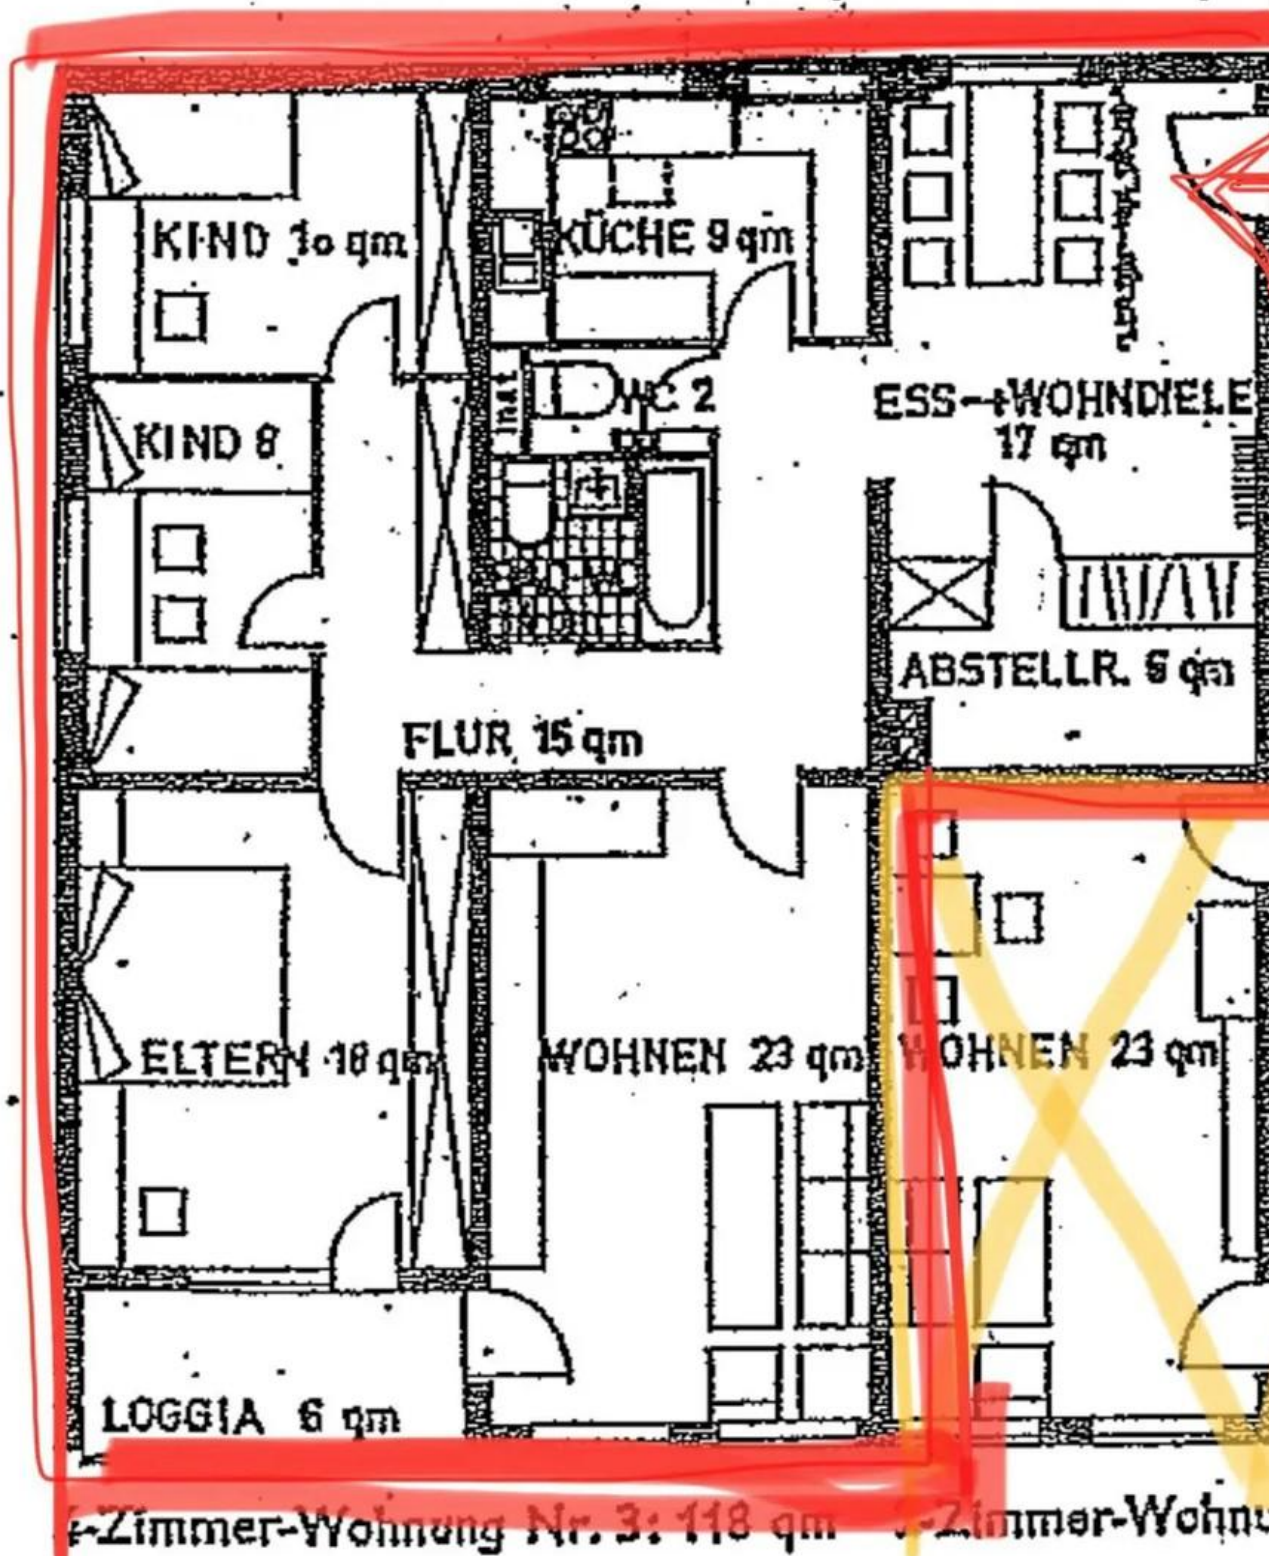 KIND 10 qm
KÜCHE 9 qm
WC 2
Inst
ESS-+WOHNDIELE
17 qm
KIND 8
ABSTELLR. 6 qm
FLUR 15 qm
ELTERN 18 qm
WOHNEN 23 qm
WOHNEN 23 qm
LOGGIA 6 qm
-Zimmer-Wohnung Nr. 3: 118 qm
-Zimmer-Wohnu